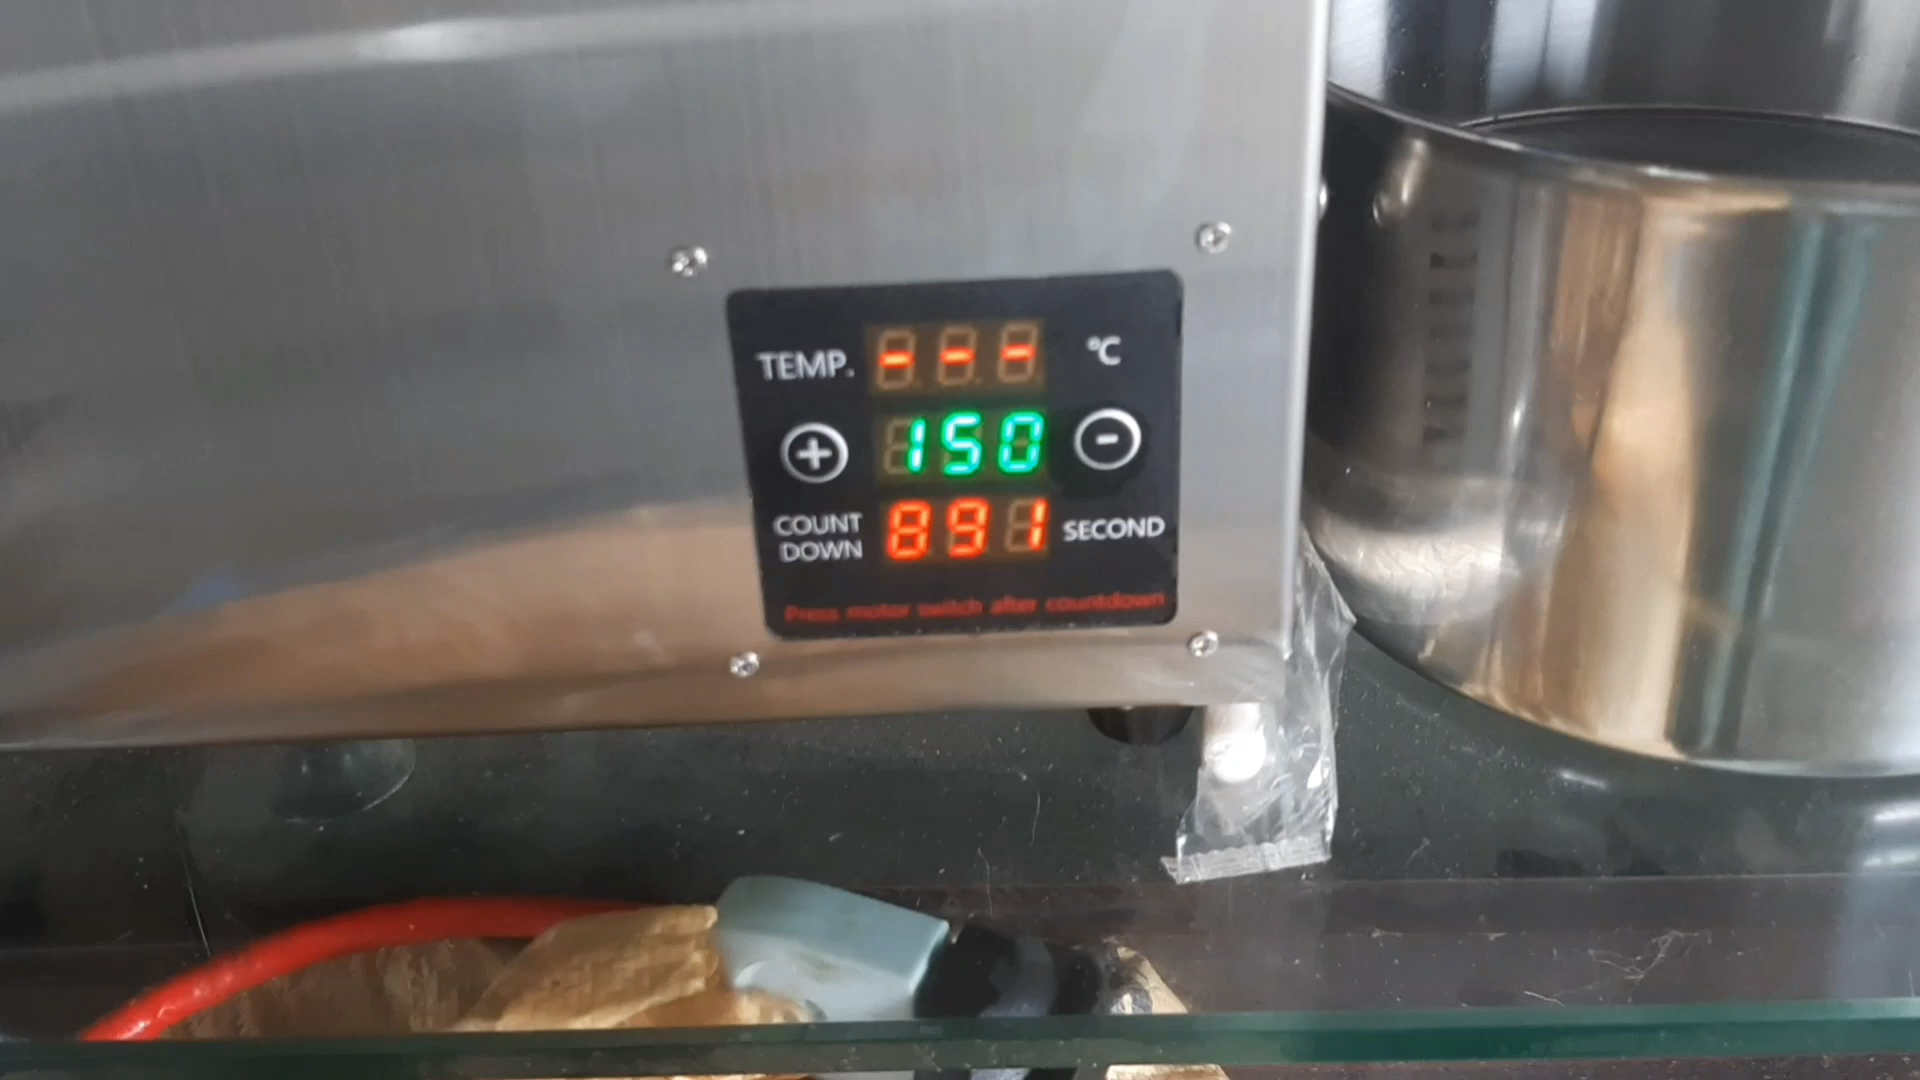 TEMP. - - - °C
+ 150 -
COUNT DOWN 891 SECOND
Press motor switch after countdown